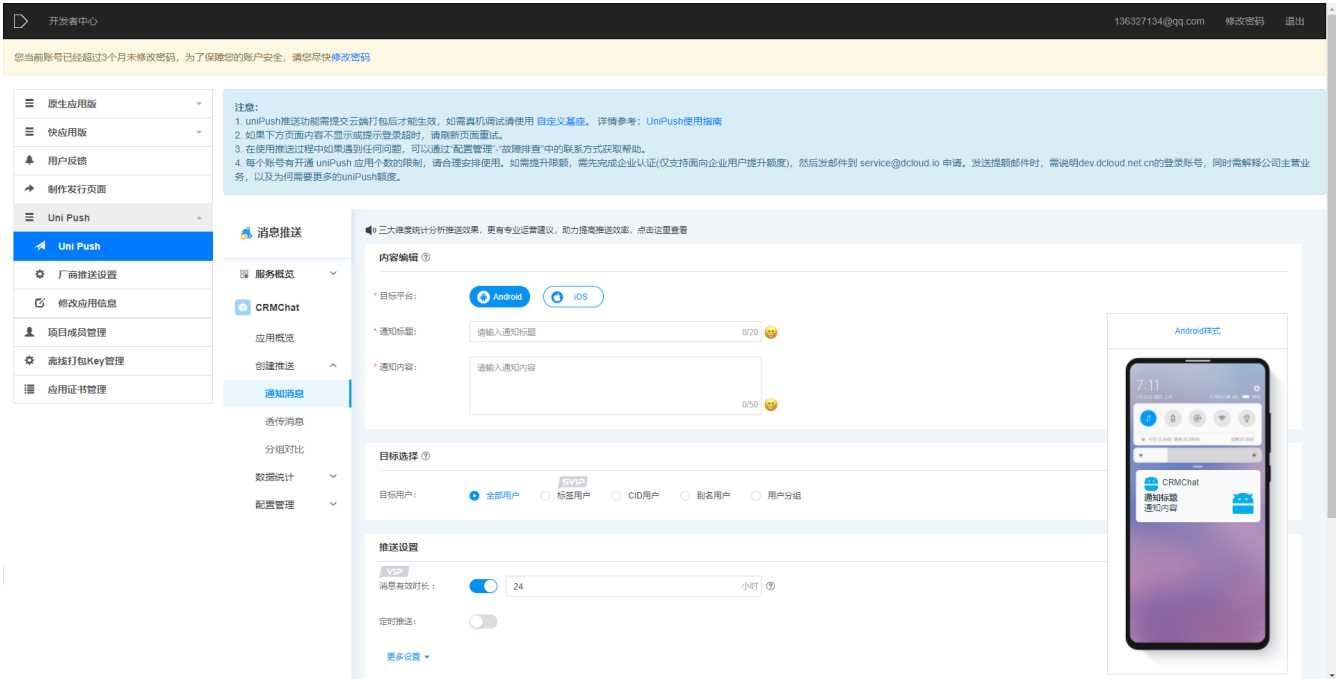 开发者中心
136327134@qq.com 修改密码 退出
您当前账号已经超过3个月未修改密码，为了保障您的账户安全，请您尽快修改密码
原生应用版
快应用版
用户反馈
制作发行页面
Uni Push
Uni Push
厂商推送设置
修改应用信息
项目成员管理
离线打包Key管理
应用证书管理
注意：
1. uniPush推送功能需提交云端打包后才能生效，如需真机调试请使用 自定义基座。 详情参考：UniPush使用指南
2. 如果下方页面内容不显示或提示登录超时，请刷新页面重试。
3. 在使用推送过程中如果遇到任何问题，可以通过“配置管理”-“故障排查”中的联系方式获取帮助。
4. 每个账号有开通 uniPush 应用个数的限制，请合理安排使用。如需提升限额，需先完成企业认证(仅支持面向企业用户提升额度)，然后发邮件到 service@dcloud.io 申请。发送提额邮件时，需说明dev.dcloud.net.cn的登录账号，同时需解释公司主营业
务，以及为何需要更多的uniPush额度。
消息推送
服务概览
CRMChat
应用概览
创建推送
通知消息
透传消息
分组对比
数据统计
配置管理
三大维度统计分析推送效果，更有专业运营建议，助力提高推送效率，点击这里查看
内容编辑
* 目标平台：
Android
iOS
* 通知标题：
请输入通知标题
0/20
* 通知内容：
请输入通知内容
0/50
目标选择
目标用户：
全部用户
SVIP
标签用户
CID用户
别名用户
用户分组
推送设置
VIP
消息有效时长：
24
小时
定时推送：
更多设置
Android样式
7:11
CRMChat
通知标题
通知内容